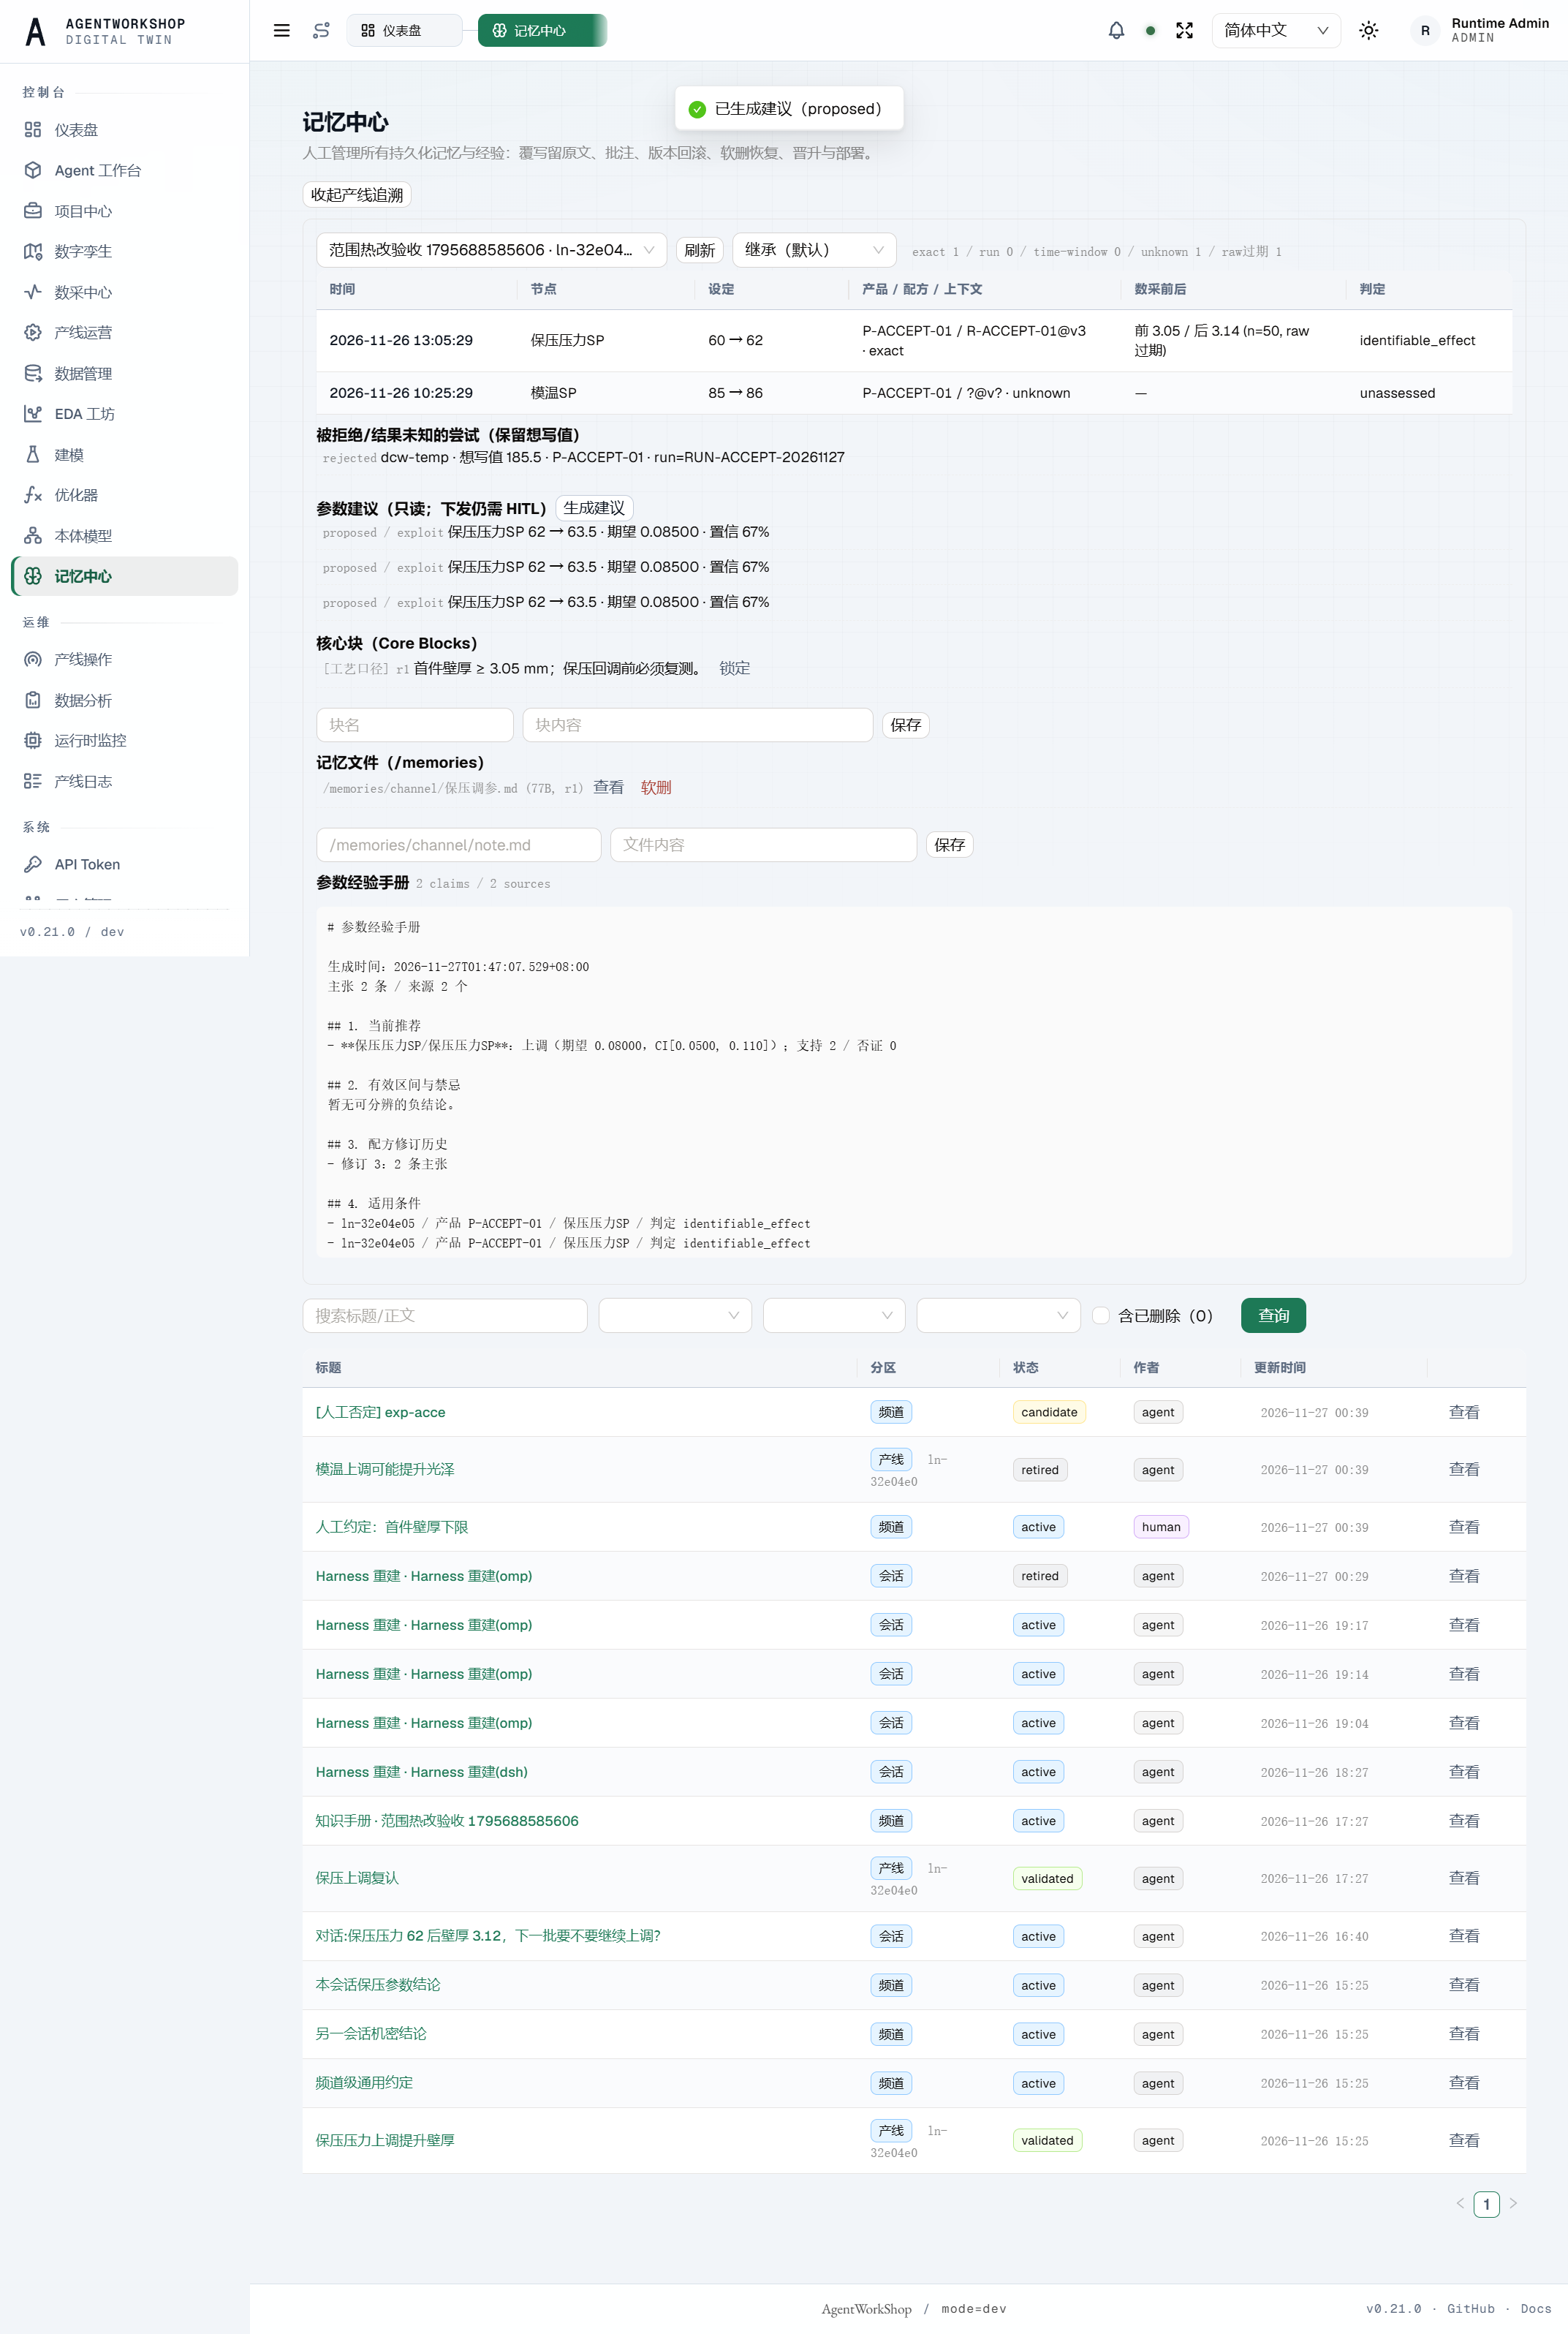 AGENTWORKSHOP
DIGITAL TWIN
仪表盘
记忆中心
简体中文
R
Runtime Admin
ADMIN
控制台
仪表盘
Agent 工作台
项目中心
数字孪生
数采中心
产线运营
数据管理
EDA 工坊
建模
优化器
本体模型
记忆中心
运维
产线操作
数据分析
运行时监控
产线日志
系统
API Token
v0.21.0 / dev
已生成建议（proposed）
记忆中心
人工管理所有持久化记忆与经验：覆写留原文、批注、版本回滚、软删恢复、晋升与部署。
收起产线追溯
范围热改验收 1795688585606 · ln-32e04... 刷新 继承（默认） exact 1 / run 0 / time-window 0 / unknown 1 / raw过期 1
时间 节点 设定 产品 / 配方 / 上下文 数采前后 判定
2026-11-26 13:05:29 保压压力SP 60 → 62 P-ACCEPT-01 / R-ACCEPT-01@v3 · exact 前 3.05 / 后 3.14 (n=50, raw 过期) identifiable_effect
2026-11-26 10:25:29 模温SP 85 → 86 P-ACCEPT-01 / ?@v? · unknown — unassessed
被拒绝/结果未知的尝试（保留想写值）
rejected dcw-temp · 想写值 185.5 · P-ACCEPT-01 · run=RUN-ACCEPT-20261127
参数建议（只读；下发仍需 HITL） 生成建议
proposed / exploit 保压压力SP 62 → 63.5 · 期望 0.08500 · 置信 67%
proposed / exploit 保压压力SP 62 → 63.5 · 期望 0.08500 · 置信 67%
proposed / exploit 保压压力SP 62 → 63.5 · 期望 0.08500 · 置信 67%
核心块（Core Blocks）
[工艺口径] r1 首件壁厚 ≥ 3.05 mm；保压回调前必须复测。 锁定
块名 块内容 保存
记忆文件（/memories）
/memories/channel/保压调参.md (77B, r1) 查看 软删
/memories/channel/note.md 文件内容 保存
参数经验手册 2 claims / 2 sources
# 参数经验手册
生成时间：2026-11-27T01:47:07.529+08:00
主张 2 条 / 来源 2 个
## 1. 当前推荐
- **保压压力SP/保压压力SP**：上调（期望 0.08000，CI[0.0500, 0.110]）；支持 2 / 否证 0
## 2. 有效区间与禁忌
暂无可分辨的负结论。
## 3. 配方修订历史
- 修订 3：2 条主张
## 4. 适用条件
- ln-32e04e05 / 产品 P-ACCEPT-01 / 保压压力SP / 判定 identifiable_effect
- ln-32e04e05 / 产品 P-ACCEPT-01 / 保压压力SP / 判定 identifiable_effect
搜索标题/正文 含已删除（0） 查询
标题 分区 状态 作者 更新时间
[人工否定] exp-acce 频道 candidate agent 2026-11-27 00:39 查看
模温上调可能提升光泽 产线 ln-32e04e0 retired agent 2026-11-27 00:39 查看
人工约定：首件壁厚下限 频道 active human 2026-11-27 00:39 查看
Harness 重建 · Harness 重建(omp) 会话 retired agent 2026-11-27 00:29 查看
Harness 重建 · Harness 重建(omp) 会话 active agent 2026-11-26 19:17 查看
Harness 重建 · Harness 重建(omp) 会话 active agent 2026-11-26 19:14 查看
Harness 重建 · Harness 重建(omp) 会话 active agent 2026-11-26 19:04 查看
Harness 重建 · Harness 重建(dsh) 会话 active agent 2026-11-26 18:27 查看
知识手册 · 范围热改验收 1795688585606 频道 active agent 2026-11-26 17:27 查看
保压上调复认 产线 ln-32e04e0 validated agent 2026-11-26 17:27 查看
对话:保压压力 62 后壁厚 3.12，下一批要不要继续上调？ 会话 active agent 2026-11-26 16:40 查看
本会话保压参数结论 频道 active agent 2026-11-26 15:25 查看
另一会话机密结论 频道 active agent 2026-11-26 15:25 查看
频道级通用约定 频道 active agent 2026-11-26 15:25 查看
保压压力上调提升壁厚 产线 ln-32e04e0 validated agent 2026-11-26 15:25 查看
1
AgentWorkShop / mode=dev
v0.21.0 · GitHub · Docs